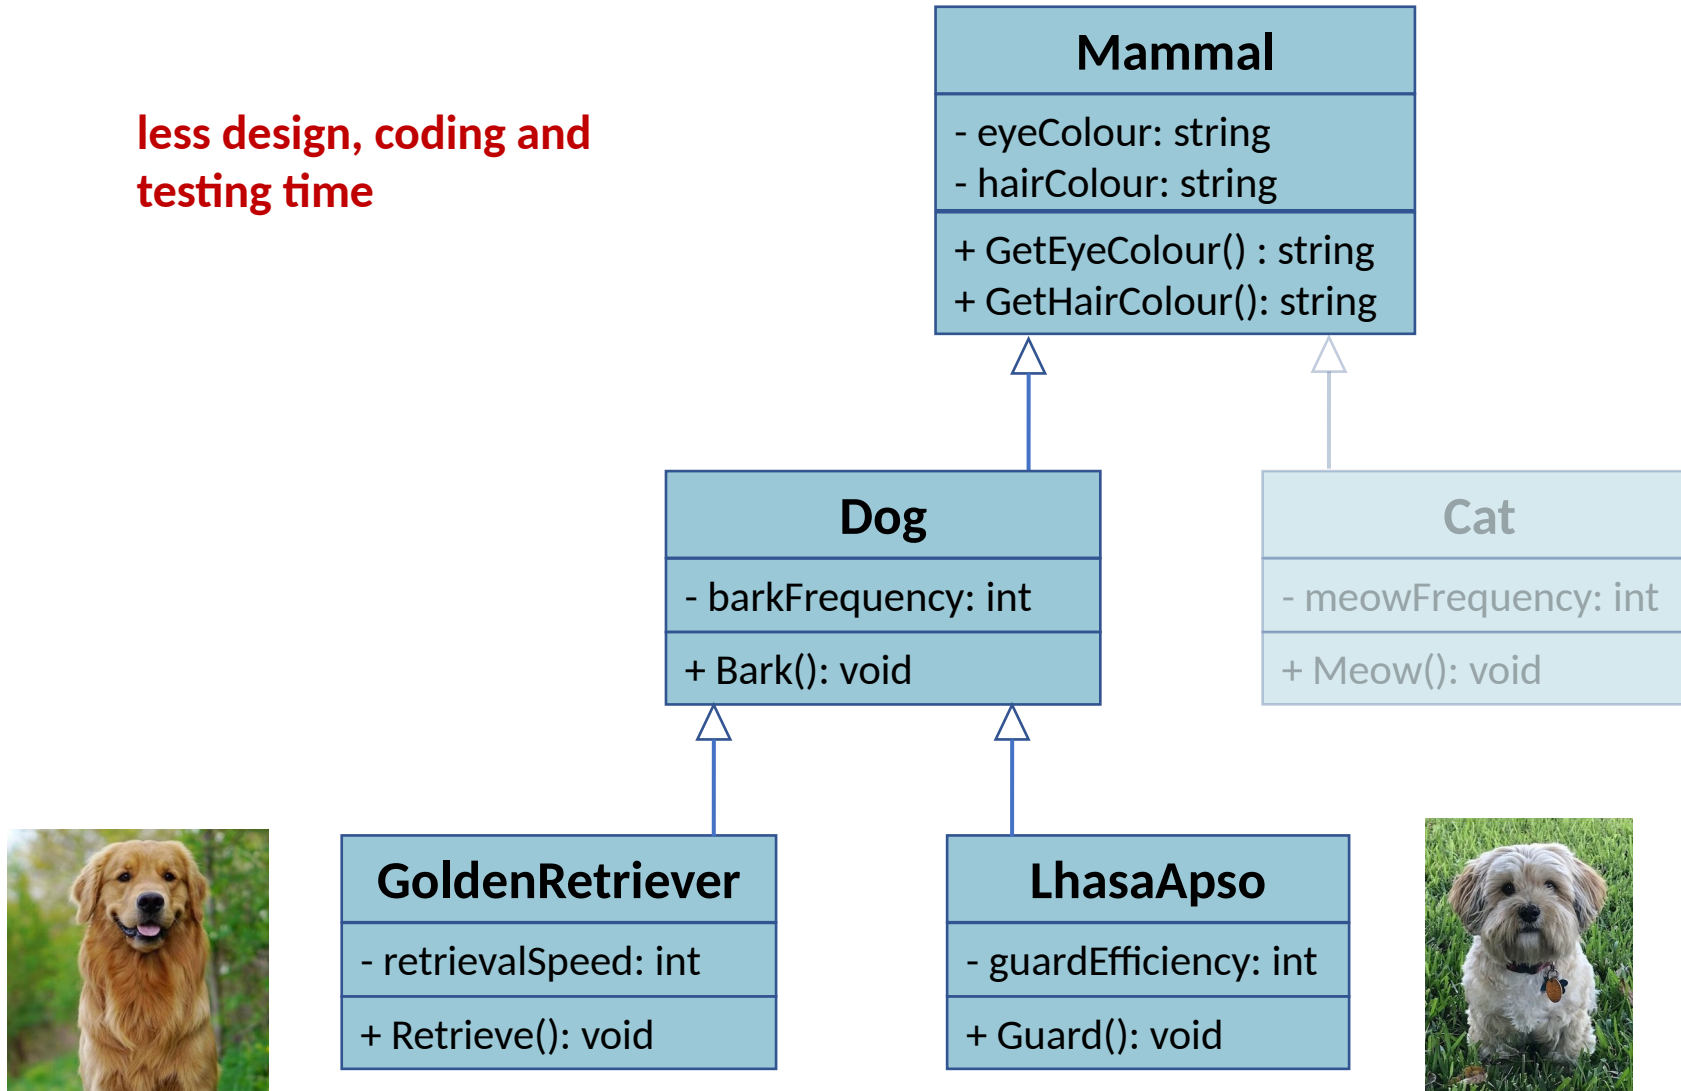 less design, coding and
testing time
Mammal
- eyeColour: string
- hairColour: string
+ GetEyeColour() : string
+ GetHairColour(): string
Dog
- barkFrequency: int
+ Bark(): void
Cat
- meowFrequency: int
+ Meow(): void
GoldenRetriever
- retrievalSpeed: int
+ Retrieve(): void
LhasaApso
- guardEfficiency: int
+ Guard(): void